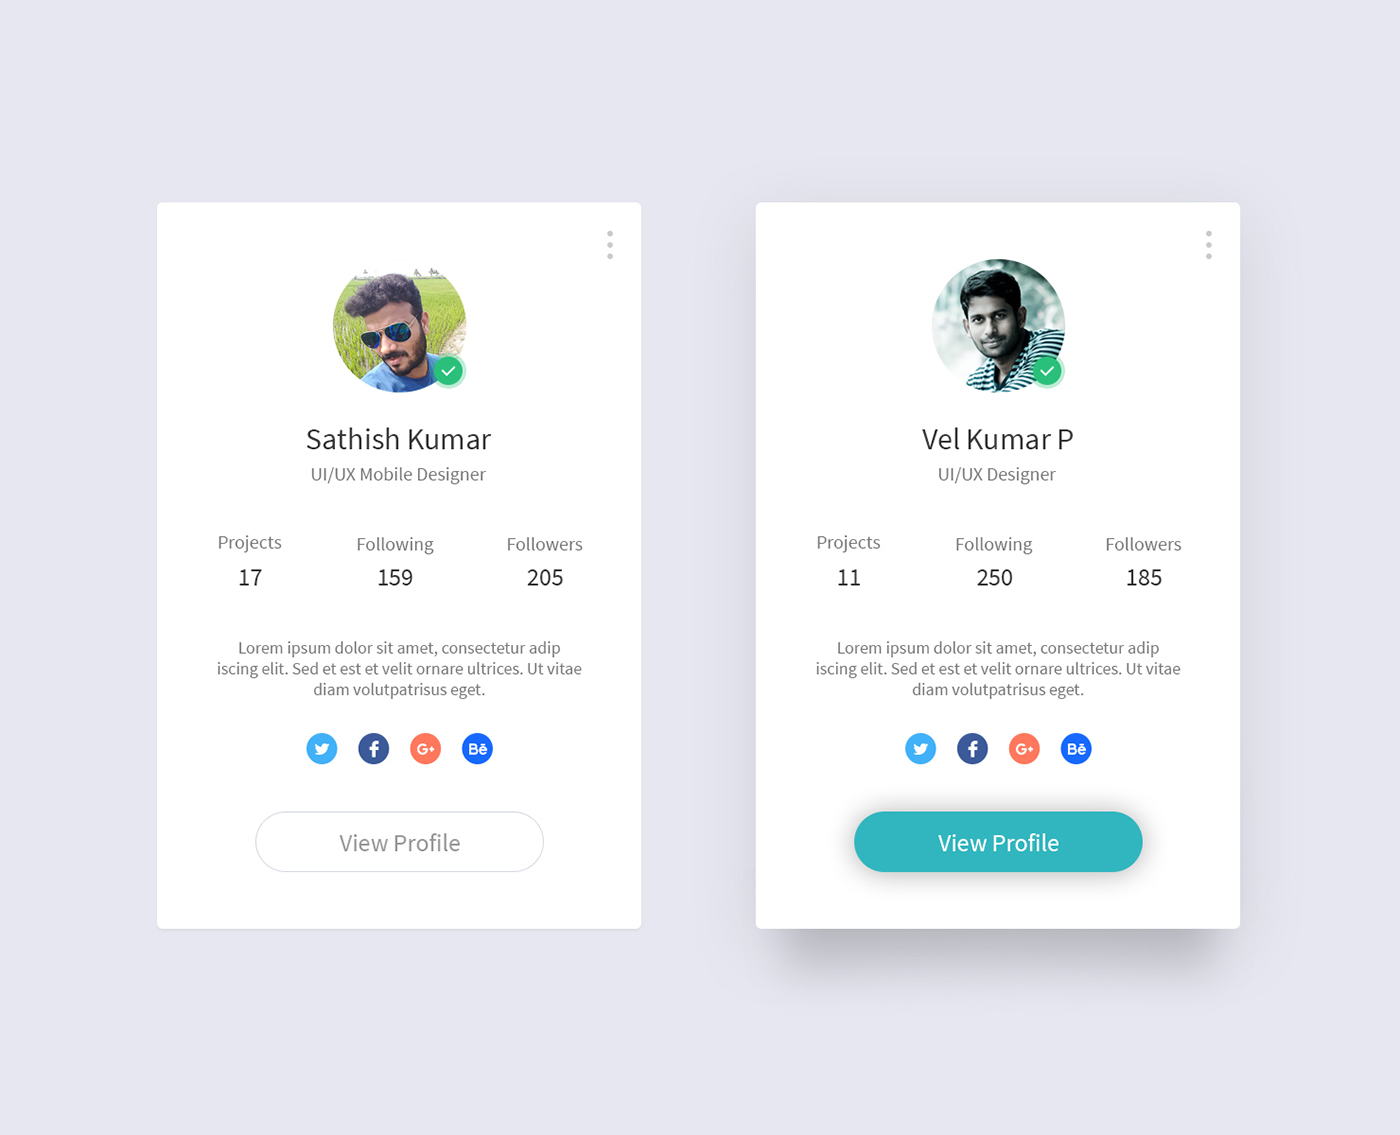 Sathish Kumar
UI/UX Mobile Designer
Projects Following Followers
17 159 205
Lorem ipsum dolor sit amet, consectetur adip
iscing elit. Sed et est et velit ornare ultrices. Ut vitae
diam volutpatrisus eget.
G+ Bē
View Profile
Vel Kumar P
UI/UX Designer
Projects Following Followers
11 250 185
Lorem ipsum dolor sit amet, consectetur adip
iscing elit. Sed et est et velit ornare ultrices. Ut vitae
diam volutpatrisus eget.
G+ Bē
View Profile